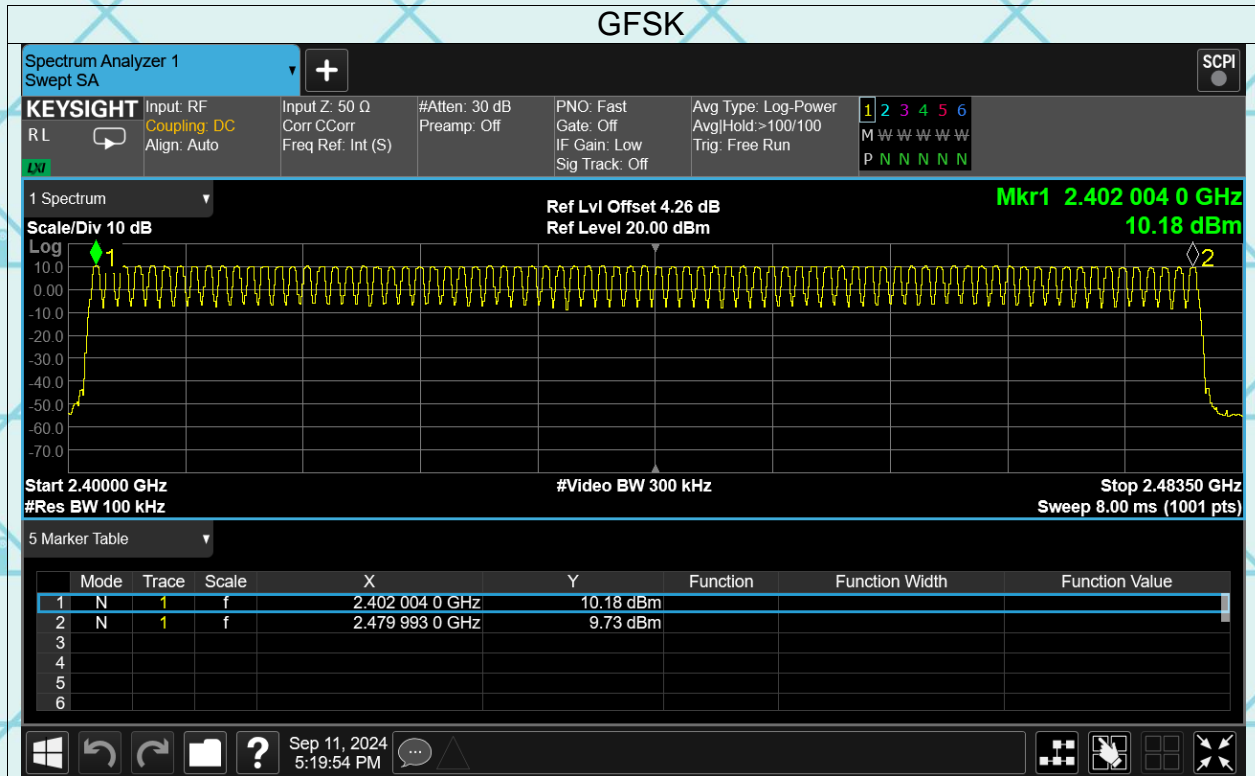 GFSK
Spectrum Analyzer 1
Swept SA
SCPI
KEYSIGHT
R L
LXI
Input: RF
Coupling: DC
Align: Auto
Input Z: 50 Ω
Corr CCorr
Freq Ref: Int (S)
#Atten: 30 dB
Preamp: Off
PNO: Fast
Gate: Off
IF Gain: Low
Sig Track: Off
Avg Type: Log-Power
Avg|Hold:>100/100
Trig: Free Run
1 2 3 4 5 6
M W W W W W
P N N N N N
1 Spectrum
Scale/Div 10 dB
Ref Lvl Offset 4.26 dB
Ref Level 20.00 dBm
Mkr1 2.402 004 0 GHz
10.18 dBm
Log
1
2
10.0
0.00
-10.0
-20.0
-30.0
-40.0
-50.0
-60.0
-70.0
Start 2.40000 GHz
#Res BW 100 kHz
#Video BW 300 kHz
Stop 2.48350 GHz
Sweep 8.00 ms (1001 pts)
5 Marker Table
Mode Trace Scale X Y Function Function Width Function Value
1 N 1 f 2.402 004 0 GHz 10.18 dBm
2 N 1 f 2.479 993 0 GHz 9.73 dBm
3
4
5
6
?
Sep 11, 2024
5:19:54 PM